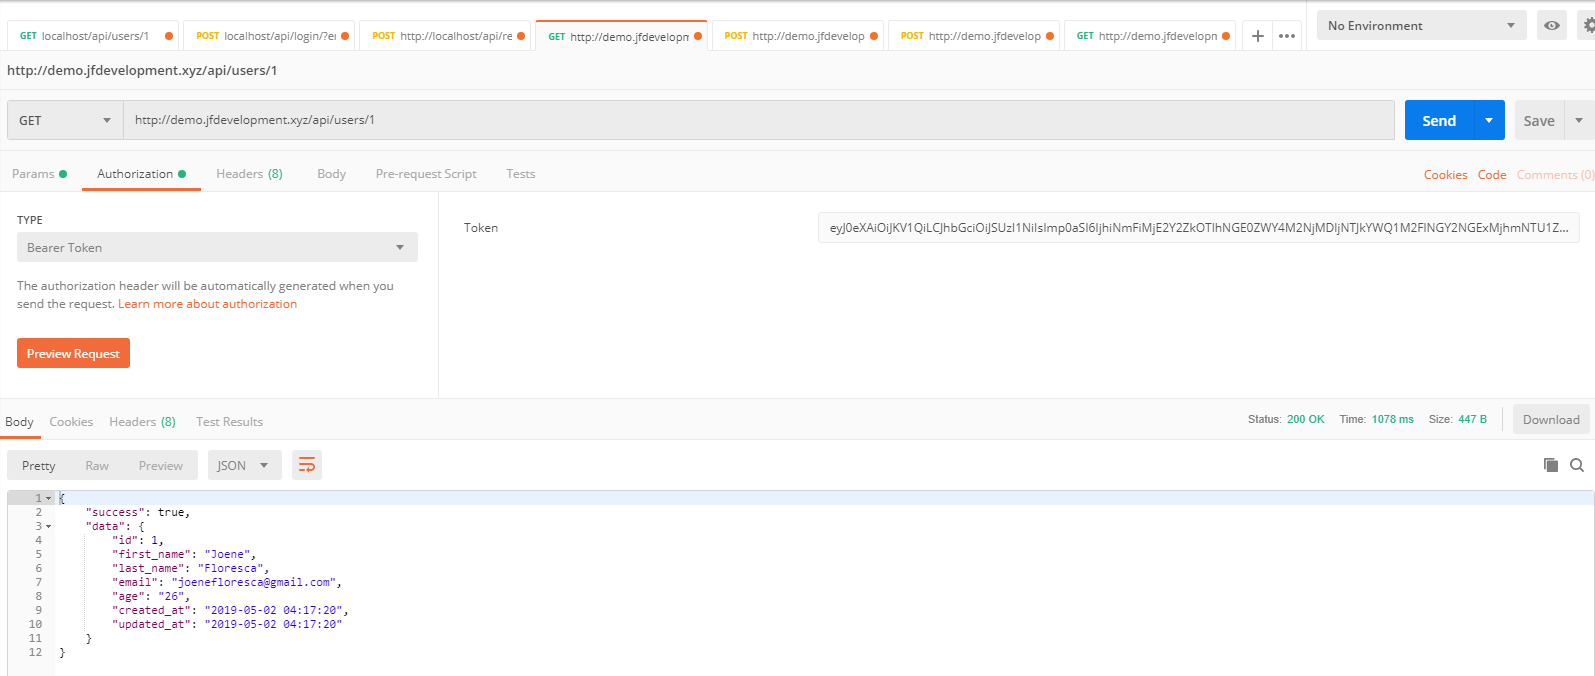 GET localhost/api/users/1
POST localhost/api/login/?e
POST http://localhost/api/re
GET http://demo.jfdevelopm
POST http://demo.jfdevelop
POST http://demo.jfdevelop
GET http://demo.jfdevelopn
No Environment
http://demo.jfdevelopment.xyz/api/users/1
GET http://demo.jfdevelopment.xyz/api/users/1 Send Save
Params Authorization Headers (8) Body Pre-request Script Tests Cookies Code Comments (0)
TYPE
Bearer Token
The authorization header will be automatically generated when you
send the request. Learn more about authorization
Preview Request
Token
Body Cookies Headers (8) Test Results Status: 200 OK Time: 1078 ms Size: 447 B Download
Pretty Raw Preview JSON
1 {
2 "success": true,
3 "data": {
4 "id": 1,
5 "first_name": "Joene",
6 "last_name": "Floresca",
7 "email": "joenefloresca@gmail.com",
8 "age": "26",
9 "created_at": "2019-05-02 04:17:20",
10 "updated_at": "2019-05-02 04:17:20"
11 }
12 }